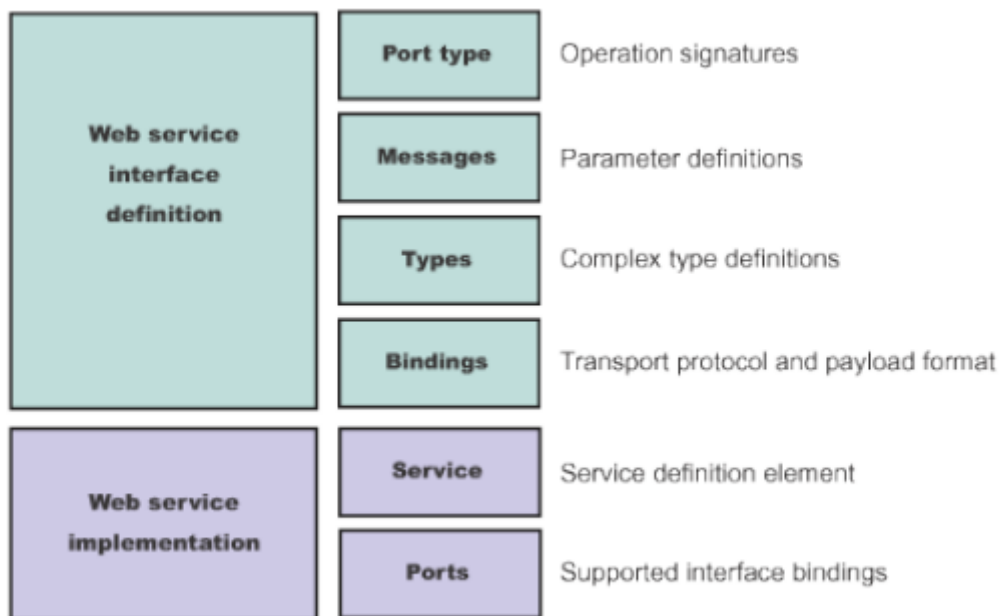 Web service
interface
definition
Port type
Operation signatures
Messages
Parameter definitions
Types
Complex type definitions
Bindings
Transport protocol and payload format
Web service
implementation
Service
Service definition element
Ports
Supported interface bindings